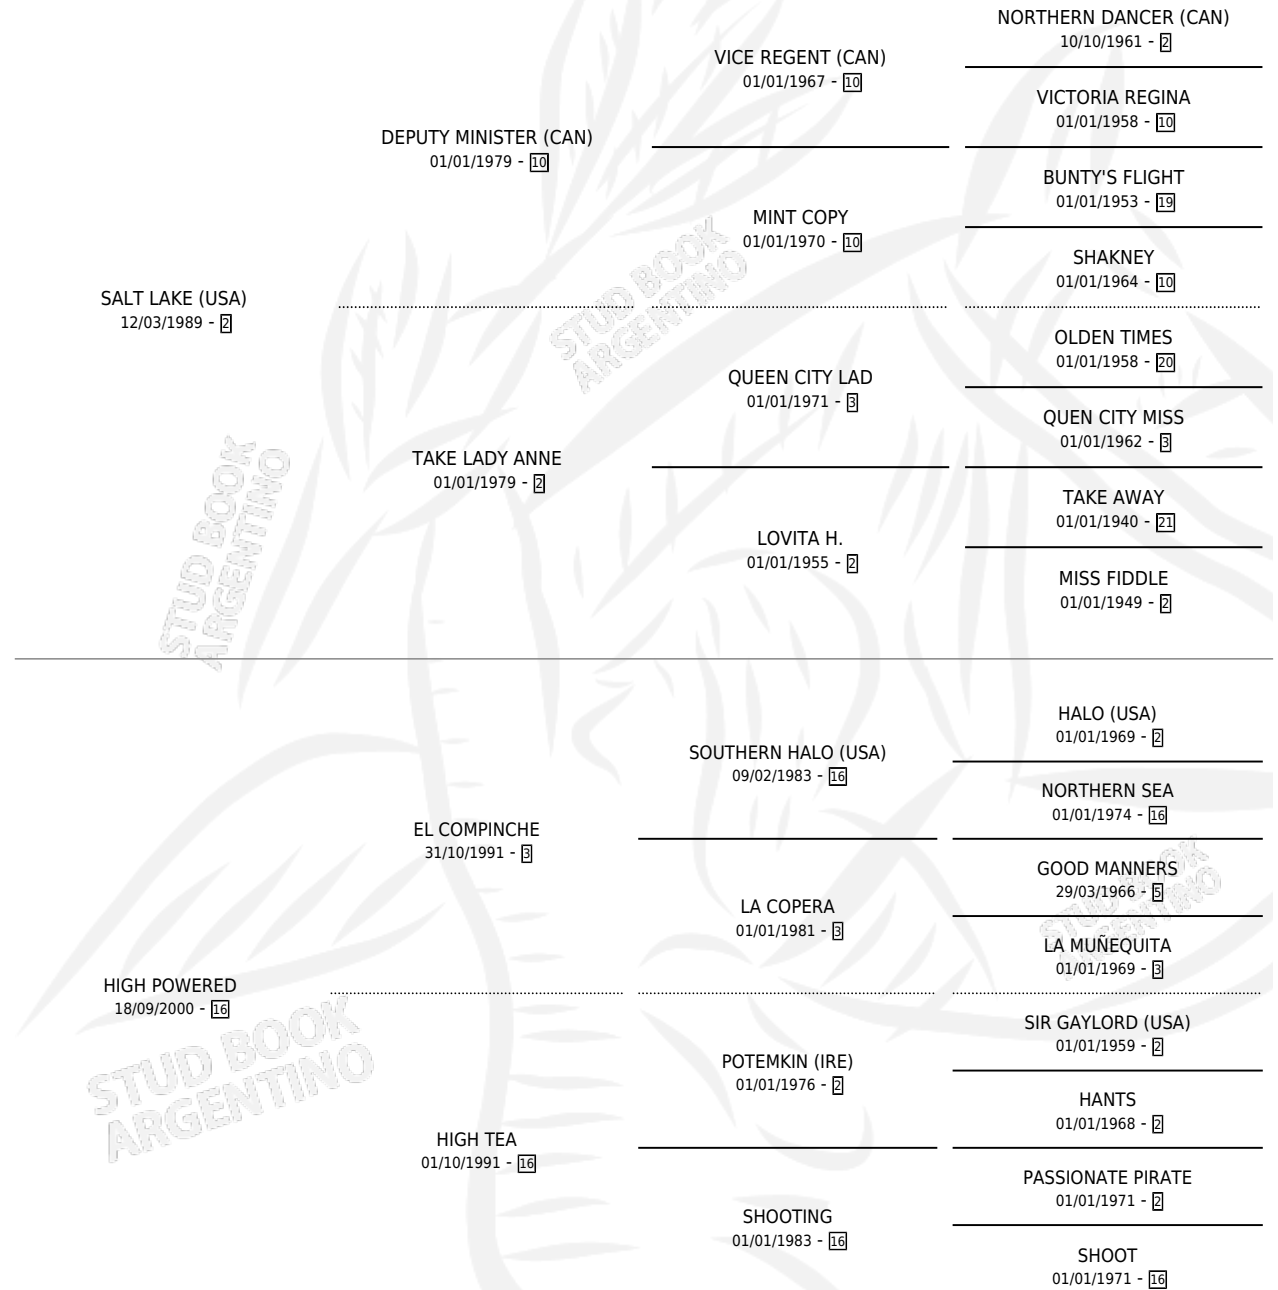 NORTHERN DANCER (CAN)
10/10/1961 - 2
VICE REGENT (CAN)
01/01/1967 - 10
VICTORIA REGINA
01/01/1958 - 10
DEPUTY MINISTER (CAN)
01/01/1979 - 10
BUNTY'S FLIGHT
01/01/1953 - 19
MINT COPY
01/01/1970 - 10
SHAKNEY
01/01/1964 - 10
SALT LAKE (USA)
12/03/1989 - 2
OLDEN TIMES
01/01/1958 - 20
QUEEN CITY LAD
01/01/1971 - 3
QUEN CITY MISS
01/01/1962 - 3
TAKE LADY ANNE
01/01/1979 - 2
TAKE AWAY
01/01/1940 - 21
LOVITA H.
01/01/1955 - 2
MISS FIDDLE
01/01/1949 - 2
HALO (USA)
01/01/1969 - 2
SOUTHERN HALO (USA)
09/02/1983 - 16
NORTHERN SEA
01/01/1974 - 16
EL COMPINCHE
31/10/1991 - 3
GOOD MANNERS
29/03/1966 - 5
LA COPERA
01/01/1981 - 3
LA MUÑEQUITA
01/01/1969 - 3
HIGH POWERED
18/09/2000 - 16
SIR GAYLORD (USA)
01/01/1959 - 2
POTEMKIN (IRE)
01/01/1976 - 2
HANTS
01/01/1968 - 2
HIGH TEA
01/10/1991 - 16
PASSIONATE PIRATE
01/01/1971 - 2
SHOOTING
01/01/1983 - 16
SHOOT
01/01/1971 - 16
STUD BOOK
ARGENTINO
STUD BOOK
ARGENTINO
STUD BOOK
ARGENTINO
STUD BOOK
ARGENTINO